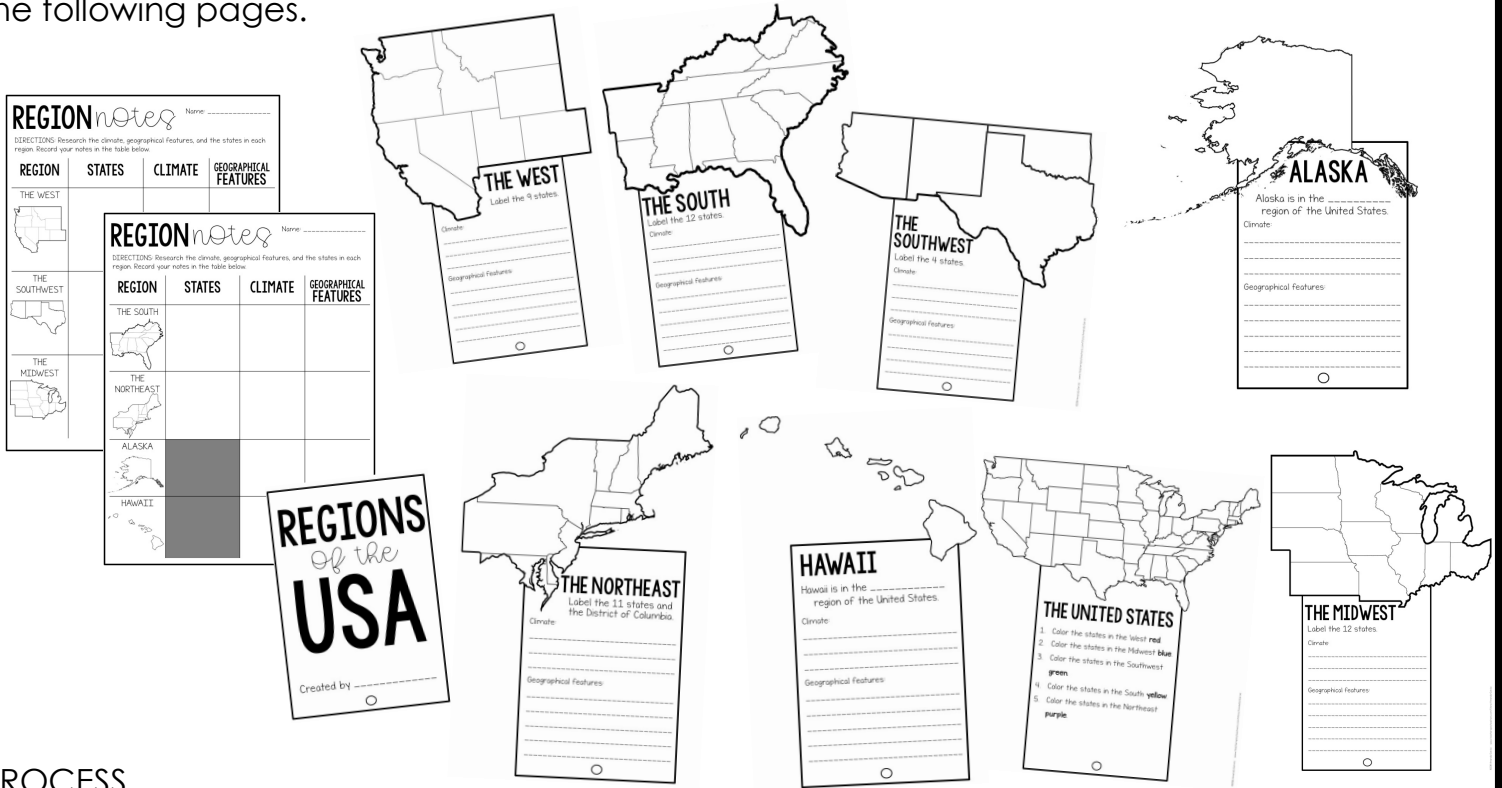 he following pages.
REGION notes
Name:
DIRECTIONS: Research the climate, geographical features, and the states in each
region. Record your notes in the table below.
REGION STATES CLIMATE GEOGRAPHICAL FEATURES
THE WEST
THE
SOUTHWEST
THE
MIDWEST
REGION notes
Name:
DIRECTIONS: Research the climate, geographical features, and the states in each
region. Record your notes in the table below.
REGION STATES CLIMATE GEOGRAPHICAL FEATURES
THE SOUTH
THE
NORTHEAST
ALASKA
HAWAII
THE WEST
Label the 9 states.
Climate:
Geographical features:
THE SOUTH
Label the 12 states.
Climate:
Geographical features:
THE
SOUTHWEST
Label the 4 states.
Climate:
Geographical features:
ALASKA
Alaska is in the __________
region of the United States.
Climate:
Geographical features:
REGIONS
of the
USA
Created by ______________
THE NORTHEAST
Label the 11 states and
the District of Columbia.
Climate:
Geographical features:
HAWAII
Hawaii is in the ____________
region of the United States.
Climate:
Geographical features:
THE UNITED STATES
1. Color the states in the West red.
2. Color the states in the Midwest blue.
3. Color the states in the Southwest
green.
4. Color the states in the South yellow.
5. Color the states in the Northeast
purple.
THE MIDWEST
Label the 12 states.
Climate:
Geographical features:
ROCESS